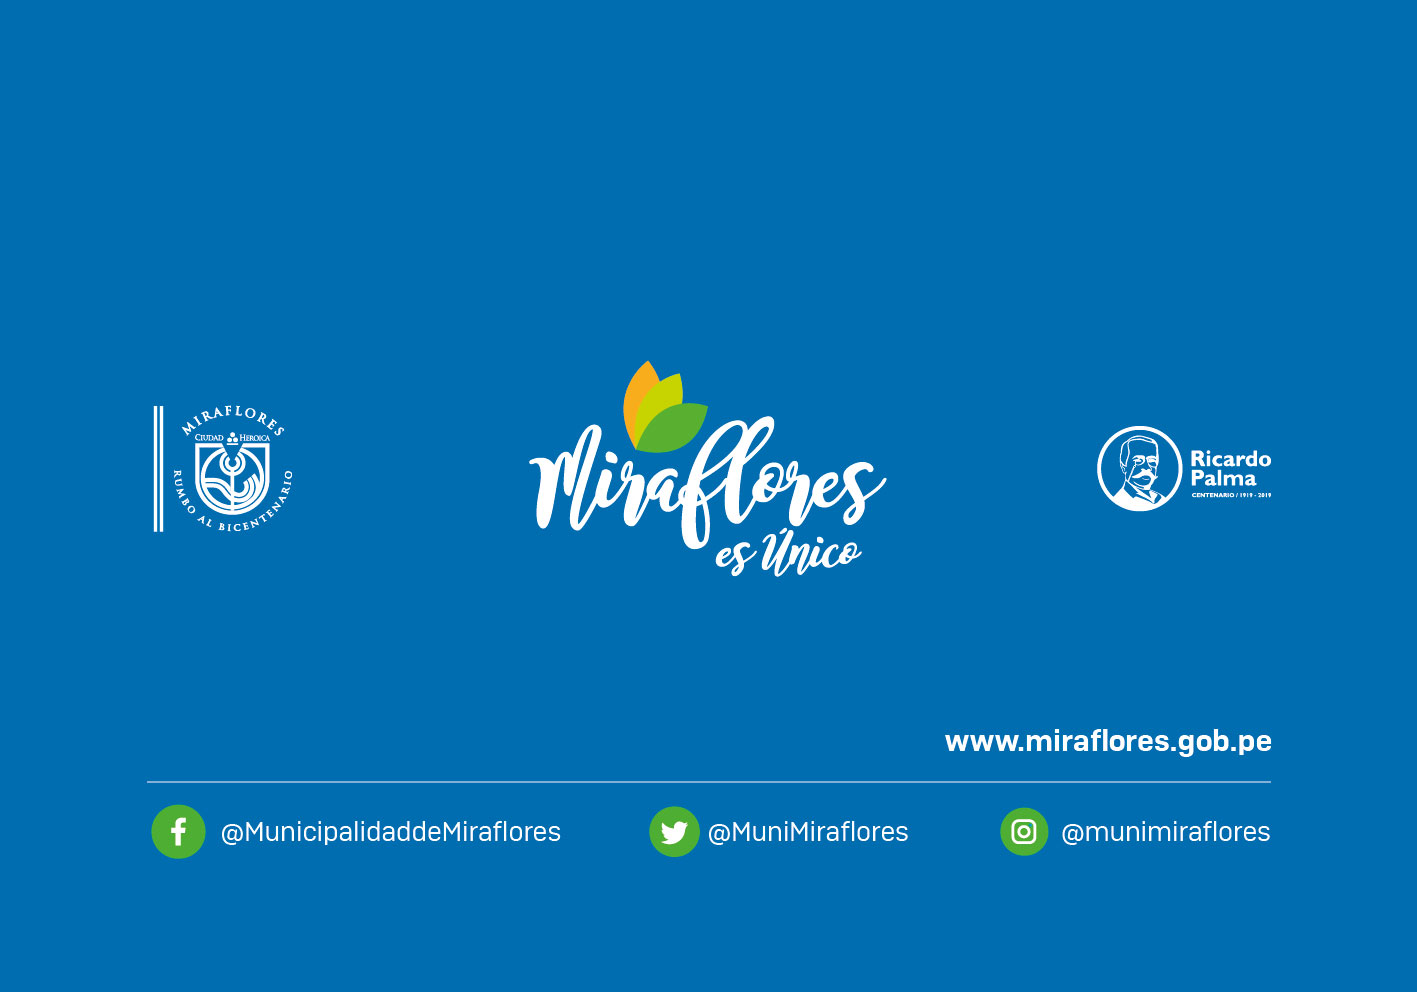 MIRAFLORES
CIUDAD HEROICA
RUMBO AL BICENTENARIO
Miraflores
es Único
Ricardo
Palma
CENTENARIO / 1919 - 2019
www.miraflores.gob.pe
@MunicipalidaddeMiraflores
@MuniMiraflores
@munimiraflores